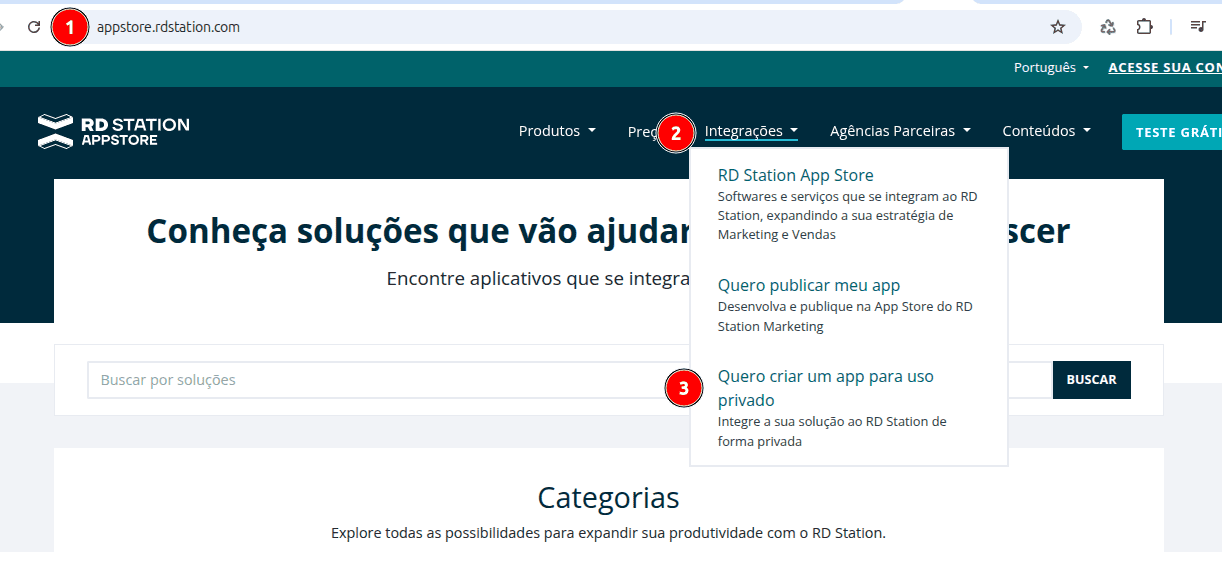 1 appstore.rdstation.com
Português ACESSE SUA CON
RD STATION
APPSTORE
Produtos Preç 2 Integrações Agências Parceiras Conteúdos TESTE GRÁTI
RD Station App Store
Softwares e serviços que se integram ao RD
Station, expandindo a sua estratégia de
Marketing e Vendas
Quero publicar meu app
Desenvolva e publique na App Store do RD
Station Marketing
3 Quero criar um app para uso
privado
Integre a sua solução ao RD Station de
forma privada
Conheça soluções que vão ajudar scer
Encontre aplicativos que se integra
Buscar por soluções BUSCAR
Categorias
Explore todas as possibilidades para expandir sua produtividade com o RD Station.